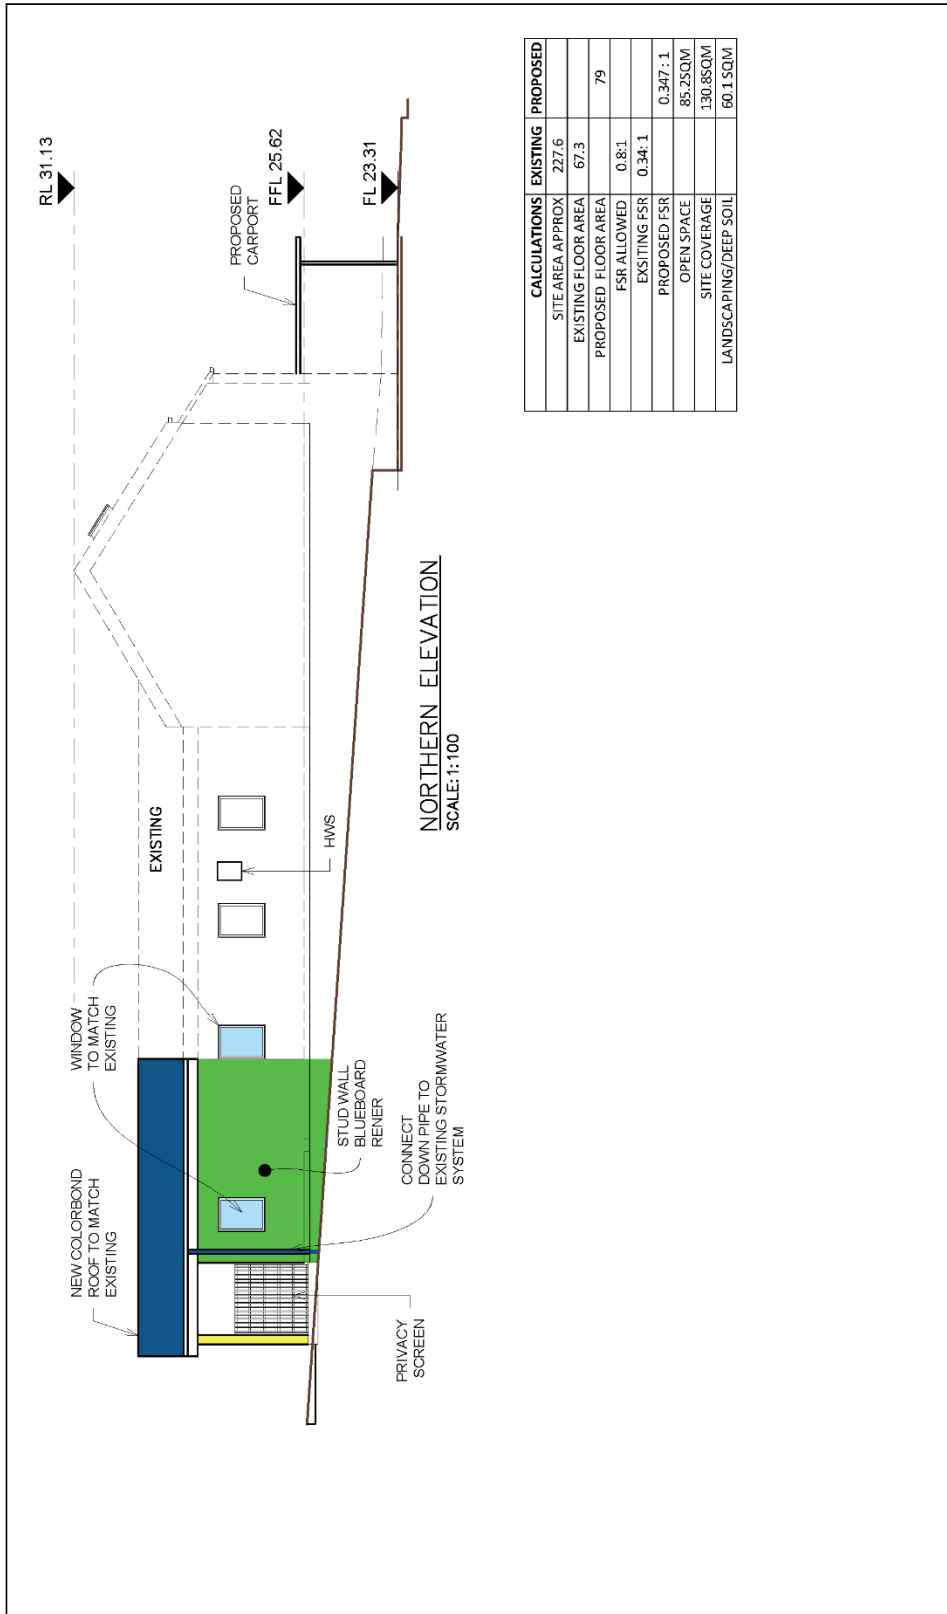 NEW COLORBOND
ROOF TO MATCH
EXISTING
WINDOW
TO MATCH
EXISTING
EXISTING
PROPOSED
CARPORT
RL 31.13
FFL 25.62
FL 23.31
PRIVACY
SCREEN
STUD WALL
BLUEBOARD
RENER
CONNECT
DOWN PIPE TO
EXISTING STORMWATER
SYSTEM
HWS
NORTHERN ELEVATION
SCALE:1:100
CALCULATIONS EXISTING PROPOSED
SITE AREA APPROX 227.6
EXISTING FLOOR AREA 67.3
PROPOSED FLOOR AREA 79
FSR ALLOWED 0.8:1
EXSITING FSR 0.34: 1
PROPOSED FSR 0.347 : 1
OPEN SPACE 85.2SQM
SITE COVERAGE 130.8SQM
LANDSCAPING/DEEP SOIL 60.1 SQM